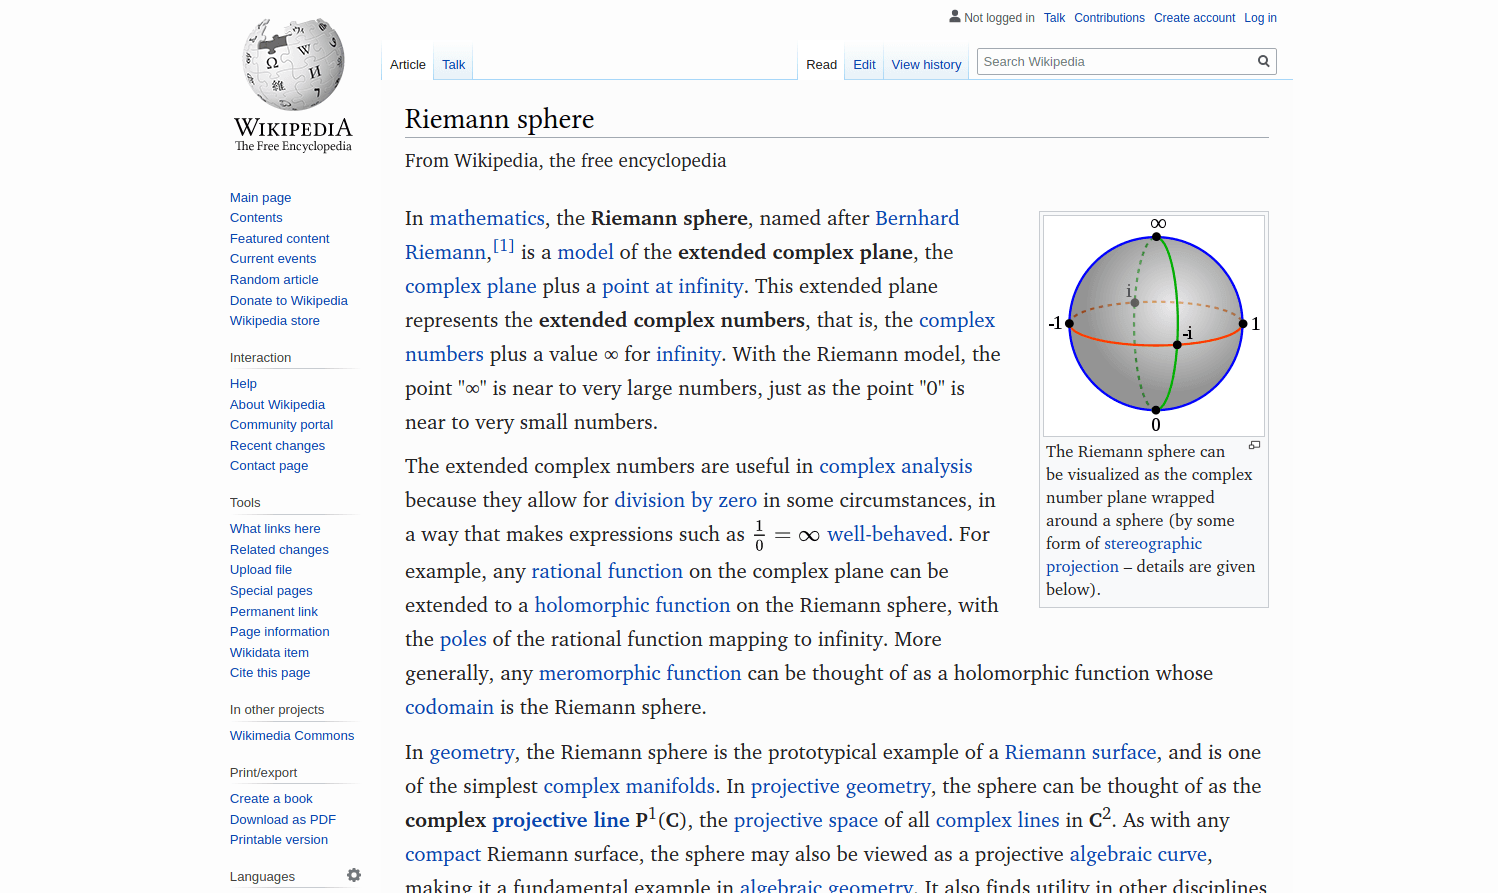 Not logged in Talk Contributions Create account Log in
Article Talk Read Edit View history Search Wikipedia
Ω W И 維 7
WIKIPEDIA
The Free Encyclopedia
Main page
Contents
Featured content
Current events
Random article
Donate to Wikipedia
Wikipedia store
Interaction
Help
About Wikipedia
Community portal
Recent changes
Contact page
Tools
What links here
Related changes
Upload file
Special pages
Permanent link
Page information
Wikidata item
Cite this page
In other projects
Wikimedia Commons
Print/export
Create a book
Download as PDF
Printable version
Languages
Riemann sphere
From Wikipedia, the free encyclopedia
In mathematics, the Riemann sphere, named after Bernhard
Riemann,[1] is a model of the extended complex plane, the
complex plane plus a point at infinity. This extended plane
represents the extended complex numbers, that is, the complex
numbers plus a value ∞ for infinity. With the Riemann model, the
point "∞" is near to very large numbers, just as the point "0" is
near to very small numbers.
∞
i
-1
1
-i
0
The Riemann sphere can
be visualized as the complex
number plane wrapped
around a sphere (by some
form of stereographic
projection – details are given
below).
The extended complex numbers are useful in complex analysis
because they allow for division by zero in some circumstances, in
a way that makes expressions such as 1/0 = ∞ well-behaved. For
example, any rational function on the complex plane can be
extended to a holomorphic function on the Riemann sphere, with
the poles of the rational function mapping to infinity. More
generally, any meromorphic function can be thought of as a holomorphic function whose
codomain is the Riemann sphere.
In geometry, the Riemann sphere is the prototypical example of a Riemann surface, and is one
of the simplest complex manifolds. In projective geometry, the sphere can be thought of as the
complex projective line P¹(C), the projective space of all complex lines in C². As with any
compact Riemann surface, the sphere may also be viewed as a projective algebraic curve,
making it a fundamental example in algebraic geometry. It also finds utility in other disciplines